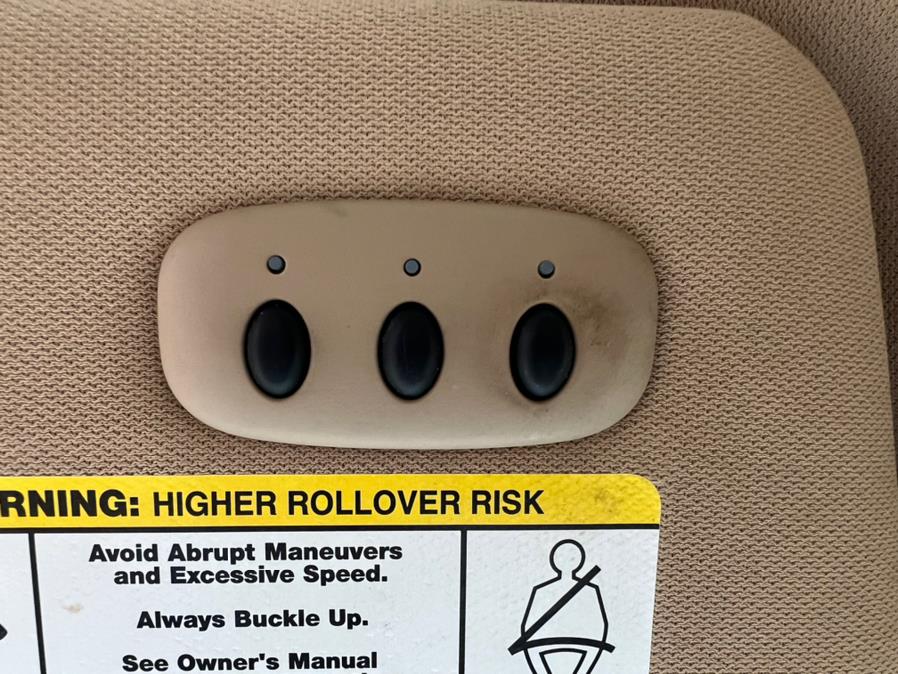 RNING: HIGHER ROLLOVER RISK
Avoid Abrupt Maneuvers
and Excessive Speed.
Always Buckle Up.
See Owner's Manual